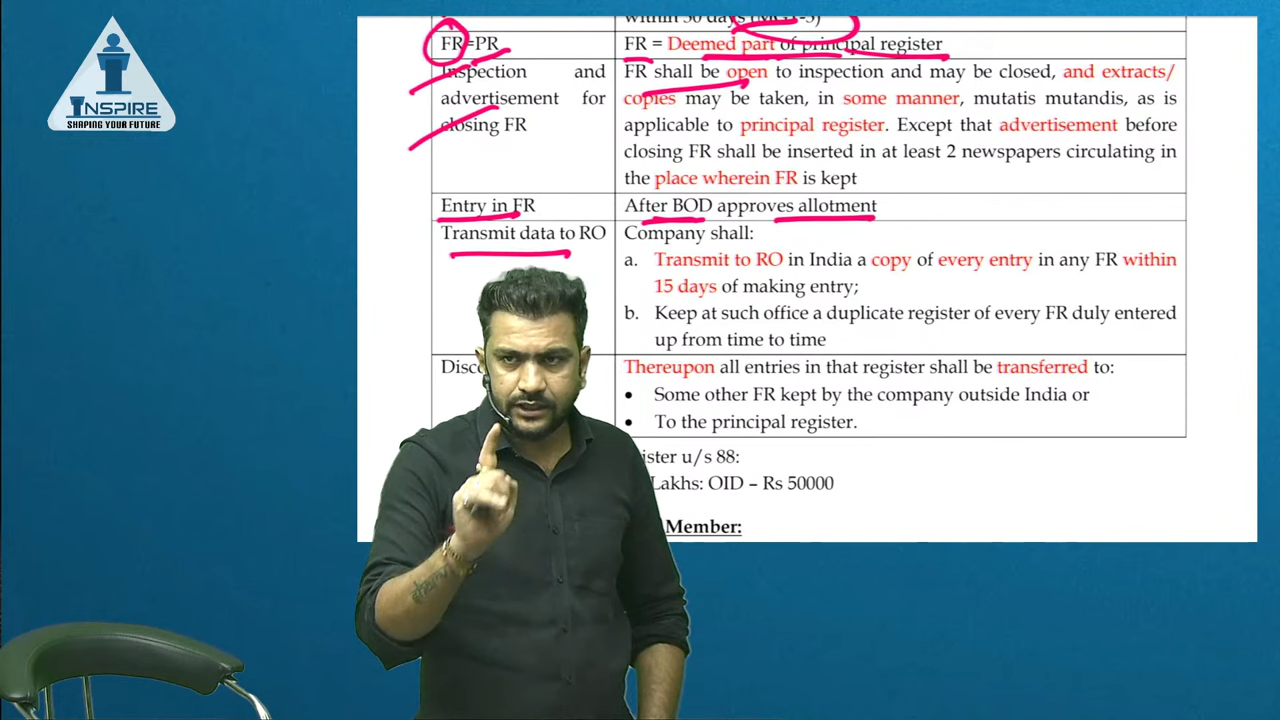 INSPIRE
SHAPING YOUR FUTURE
within 30 days (MGT-3)
FR=PR
FR = Deemed part of principal register
Inspection and
advertisement for
closing FR
FR shall be open to inspection and may be closed, and extracts/
copies may be taken, in some manner, mutatis mutandis, as is
applicable to principal register. Except that advertisement before
closing FR shall be inserted in at least 2 newspapers circulating in
the place wherein FR is kept
Entry in FR
After BOD approves allotment
Transmit data to RO
Company shall:
a. Transmit to RO in India a copy of every entry in any FR within
15 days of making entry;
b. Keep at such office a duplicate register of every FR duly entered
up from time to time
Thereupon all entries in that register shall be transferred to:
• Some other FR kept by the company outside India or
• To the principal register.
u/s 88:
Lakhs: OID – Rs 50000
Member: